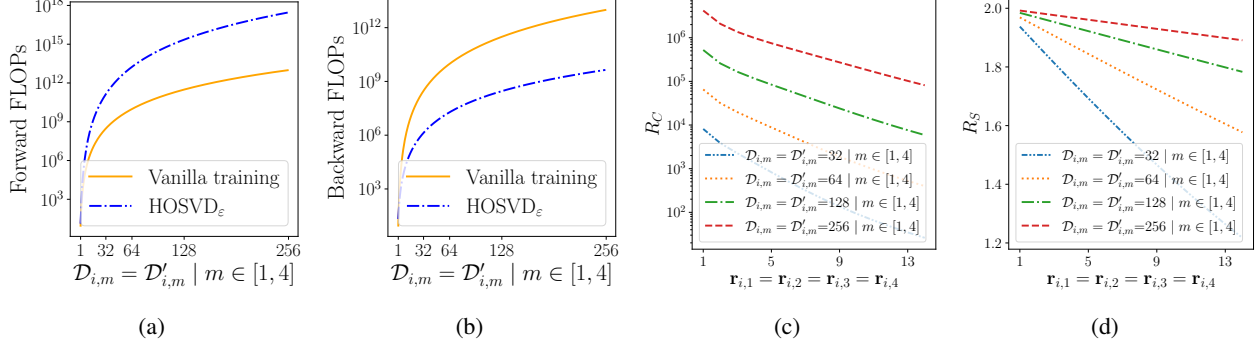 Forward FLOPs
10^18
10^15
10^12
10^9
10^6
10^3
Vanilla training
HOSVD_ε
1 32 64 128 256
𝒟_{i,m} = 𝒟'_{i,m} | m ∈ [1, 4]
(a)
Backward FLOPs
10^12
10^9
10^6
10^3
Vanilla training
HOSVD_ε
1 32 64 128 256
𝒟_{i,m} = 𝒟'_{i,m} | m ∈ [1, 4]
(b)
R_C
10^6
10^5
10^4
10^3
10^2
𝒟_{i,m} = 𝒟'_{i,m}=32 | m ∈ [1, 4]
𝒟_{i,m} = 𝒟'_{i,m}=64 | m ∈ [1, 4]
𝒟_{i,m} = 𝒟'_{i,m}=128 | m ∈ [1, 4]
𝒟_{i,m} = 𝒟'_{i,m}=256 | m ∈ [1, 4]
1 5 9 13
r_{i,1} = r_{i,2} = r_{i,3} = r_{i,4}
(c)
R_S
2.0
1.8
1.6
1.4
1.2
𝒟_{i,m} = 𝒟'_{i,m}=32 | m ∈ [1, 4]
𝒟_{i,m} = 𝒟'_{i,m}=64 | m ∈ [1, 4]
𝒟_{i,m} = 𝒟'_{i,m}=128 | m ∈ [1, 4]
𝒟_{i,m} = 𝒟'_{i,m}=256 | m ∈ [1, 4]
1 5 9 13
r_{i,1} = r_{i,2} = r_{i,3} = r_{i,4}
(d)